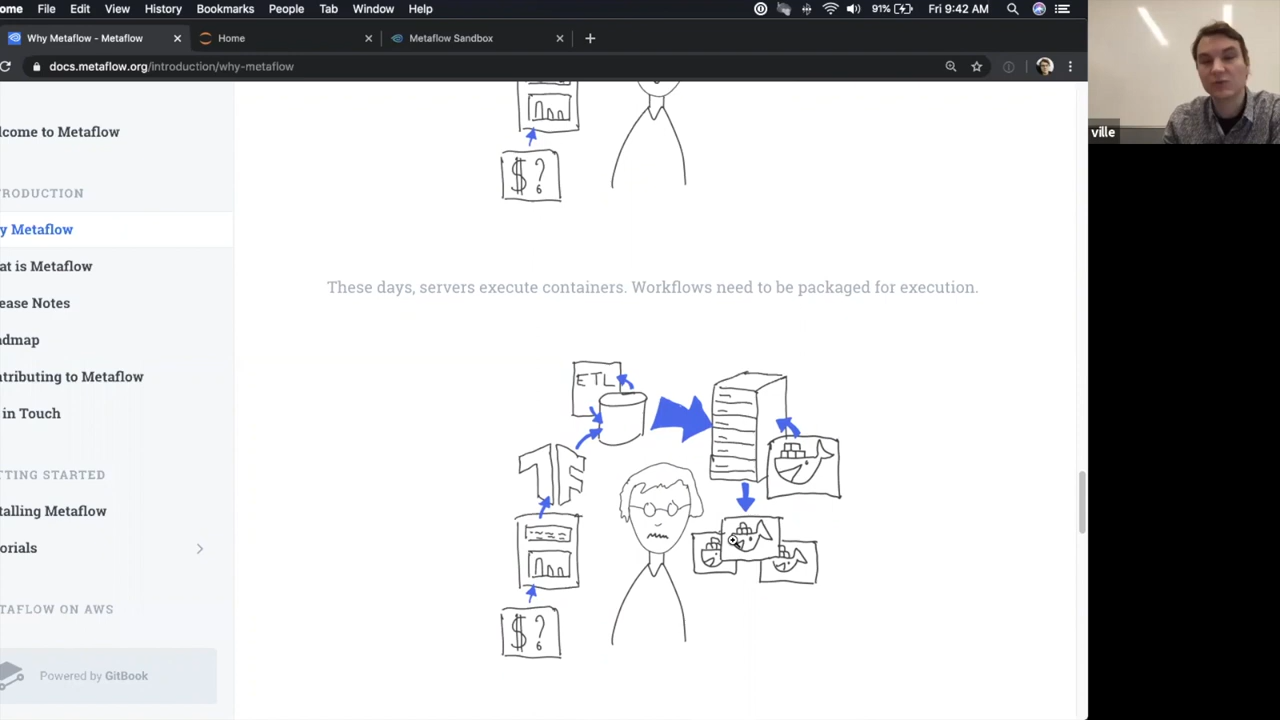 ome File Edit View History Bookmarks People Tab Window Help 91% Fri 9:42 AM
Why Metaflow - Metaflow Home Metaflow Sandbox
docs.metaflow.org/introduction/why-metaflow
ville
lcome to Metaflow
$ ?
TRODUCTION
y Metaflow
at is Metaflow
These days, servers execute containers. Workflows need to be packaged for execution.
ease Notes
admap
ntributing to Metaflow
ETL
in Touch
TF
TTING STARTED
talling Metaflow
orials
TAFLOW ON AWS
$ ?
Powered by GitBook